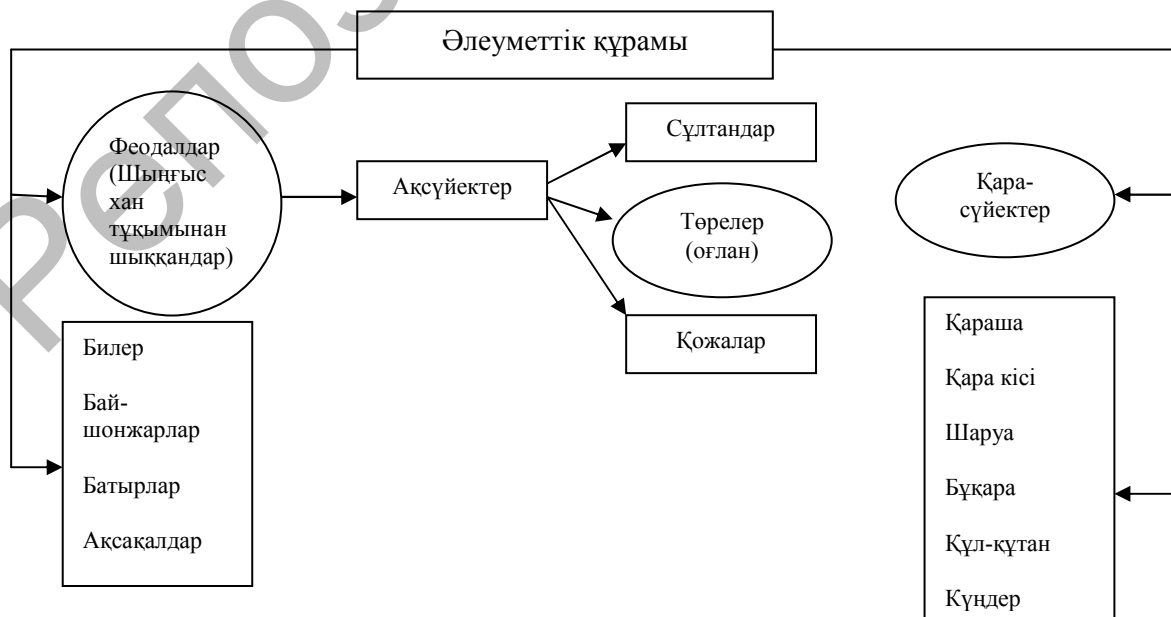 Әлеуметтік құрамы
Феодалдар
(Шыңғыс
хан
тұқымынан
шыққандар)
Ақсүйектер
Сұлтандар
Төрелер
(оғлан)
Қожалар
Қара-
сүйектер
Билер
Бай-
шонжарлар
Батырлар
Ақсақалдар
Қараша
Қара кісі
Шаруа
Бұқара
Құл-құтан
Күңдер
Репоз